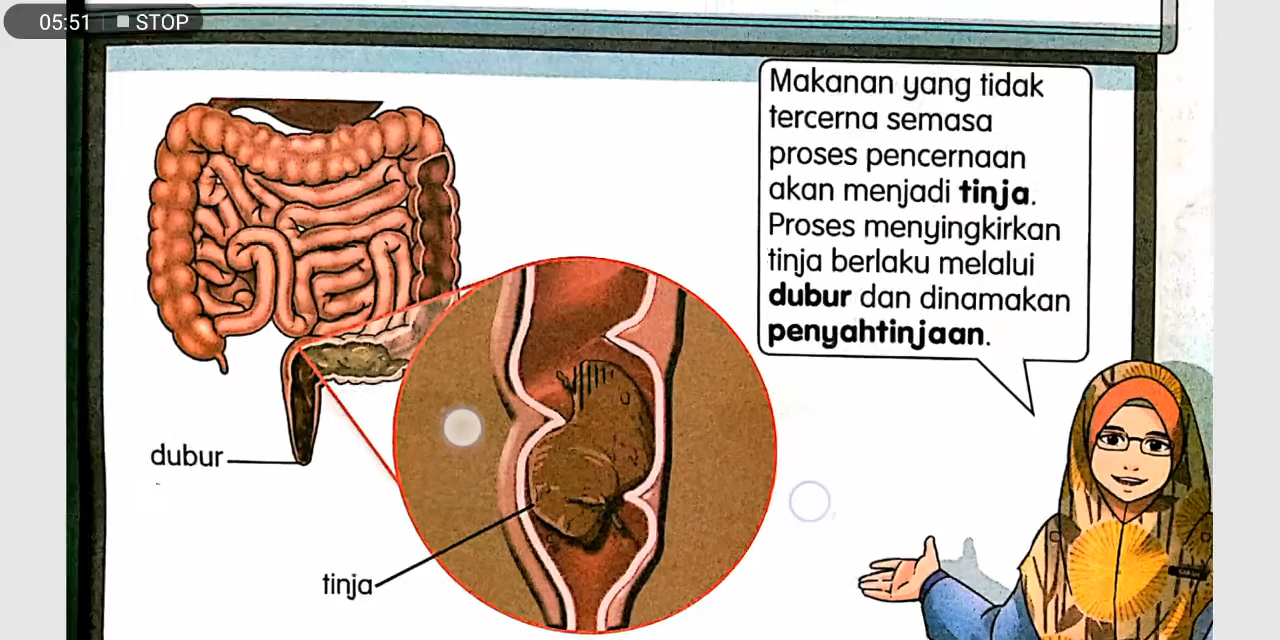 05:51 STOP
Makanan yang tidak
tercerna semasa
proses pencernaan
akan menjadi tinja.
Proses menyingkirkan
tinja berlaku melalui
dubur dan dinamakan
penyahtinjaan.
dubur
tinja